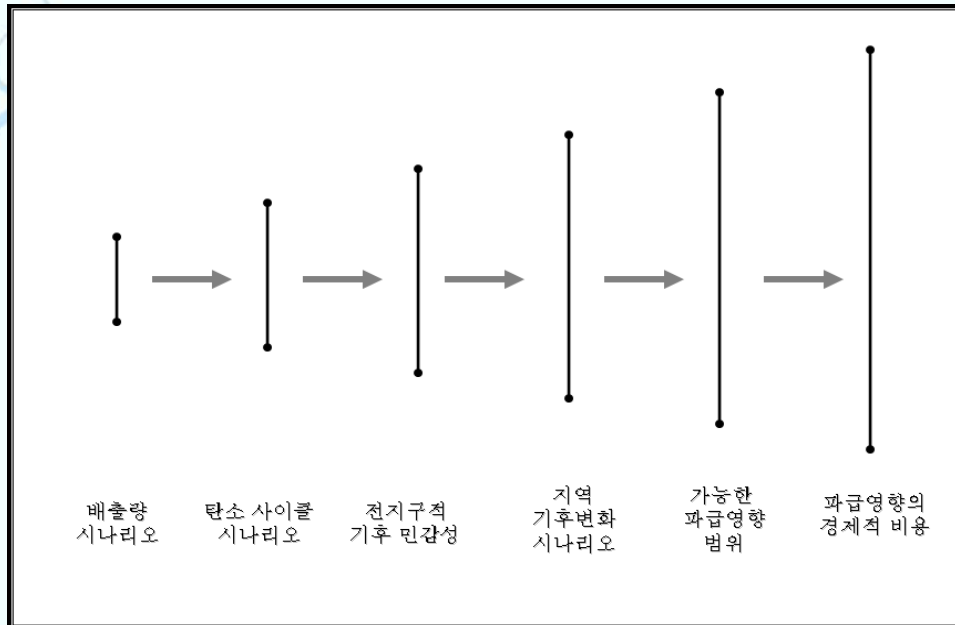 배출량
시나리오
탄소 사이클
시나리오
전지구적
기후 민감성
지역
기후변화
시나리오
가능한
파급영향
범위
파급영향의
경제적 비용